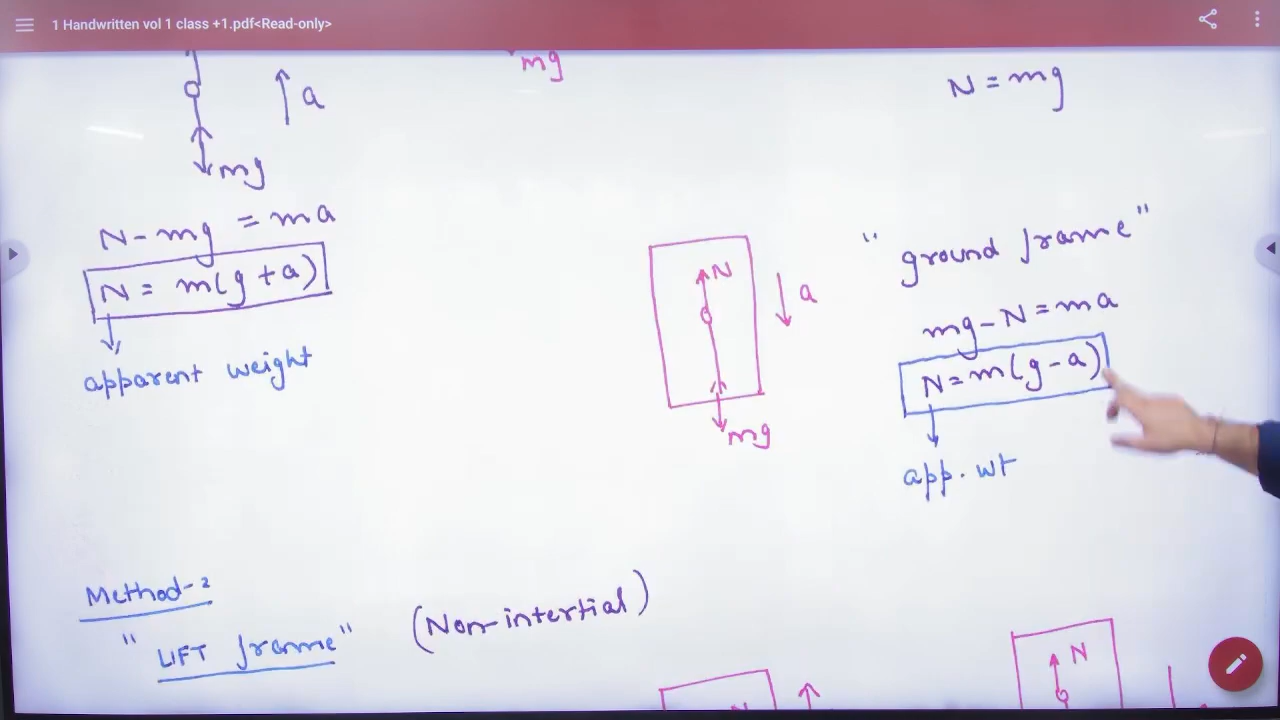 1 Handwritten vol 1 class +1.pdf<Read-only>
mg
N = mg
a
mg
N - mg = ma
N = m(g + a)
apparent weight
N
a
mg
" ground frame "
mg - N = ma
N = m(g - a)
app. wt
Method-2
" LIFT frame "
(Non-intertial)
N
N